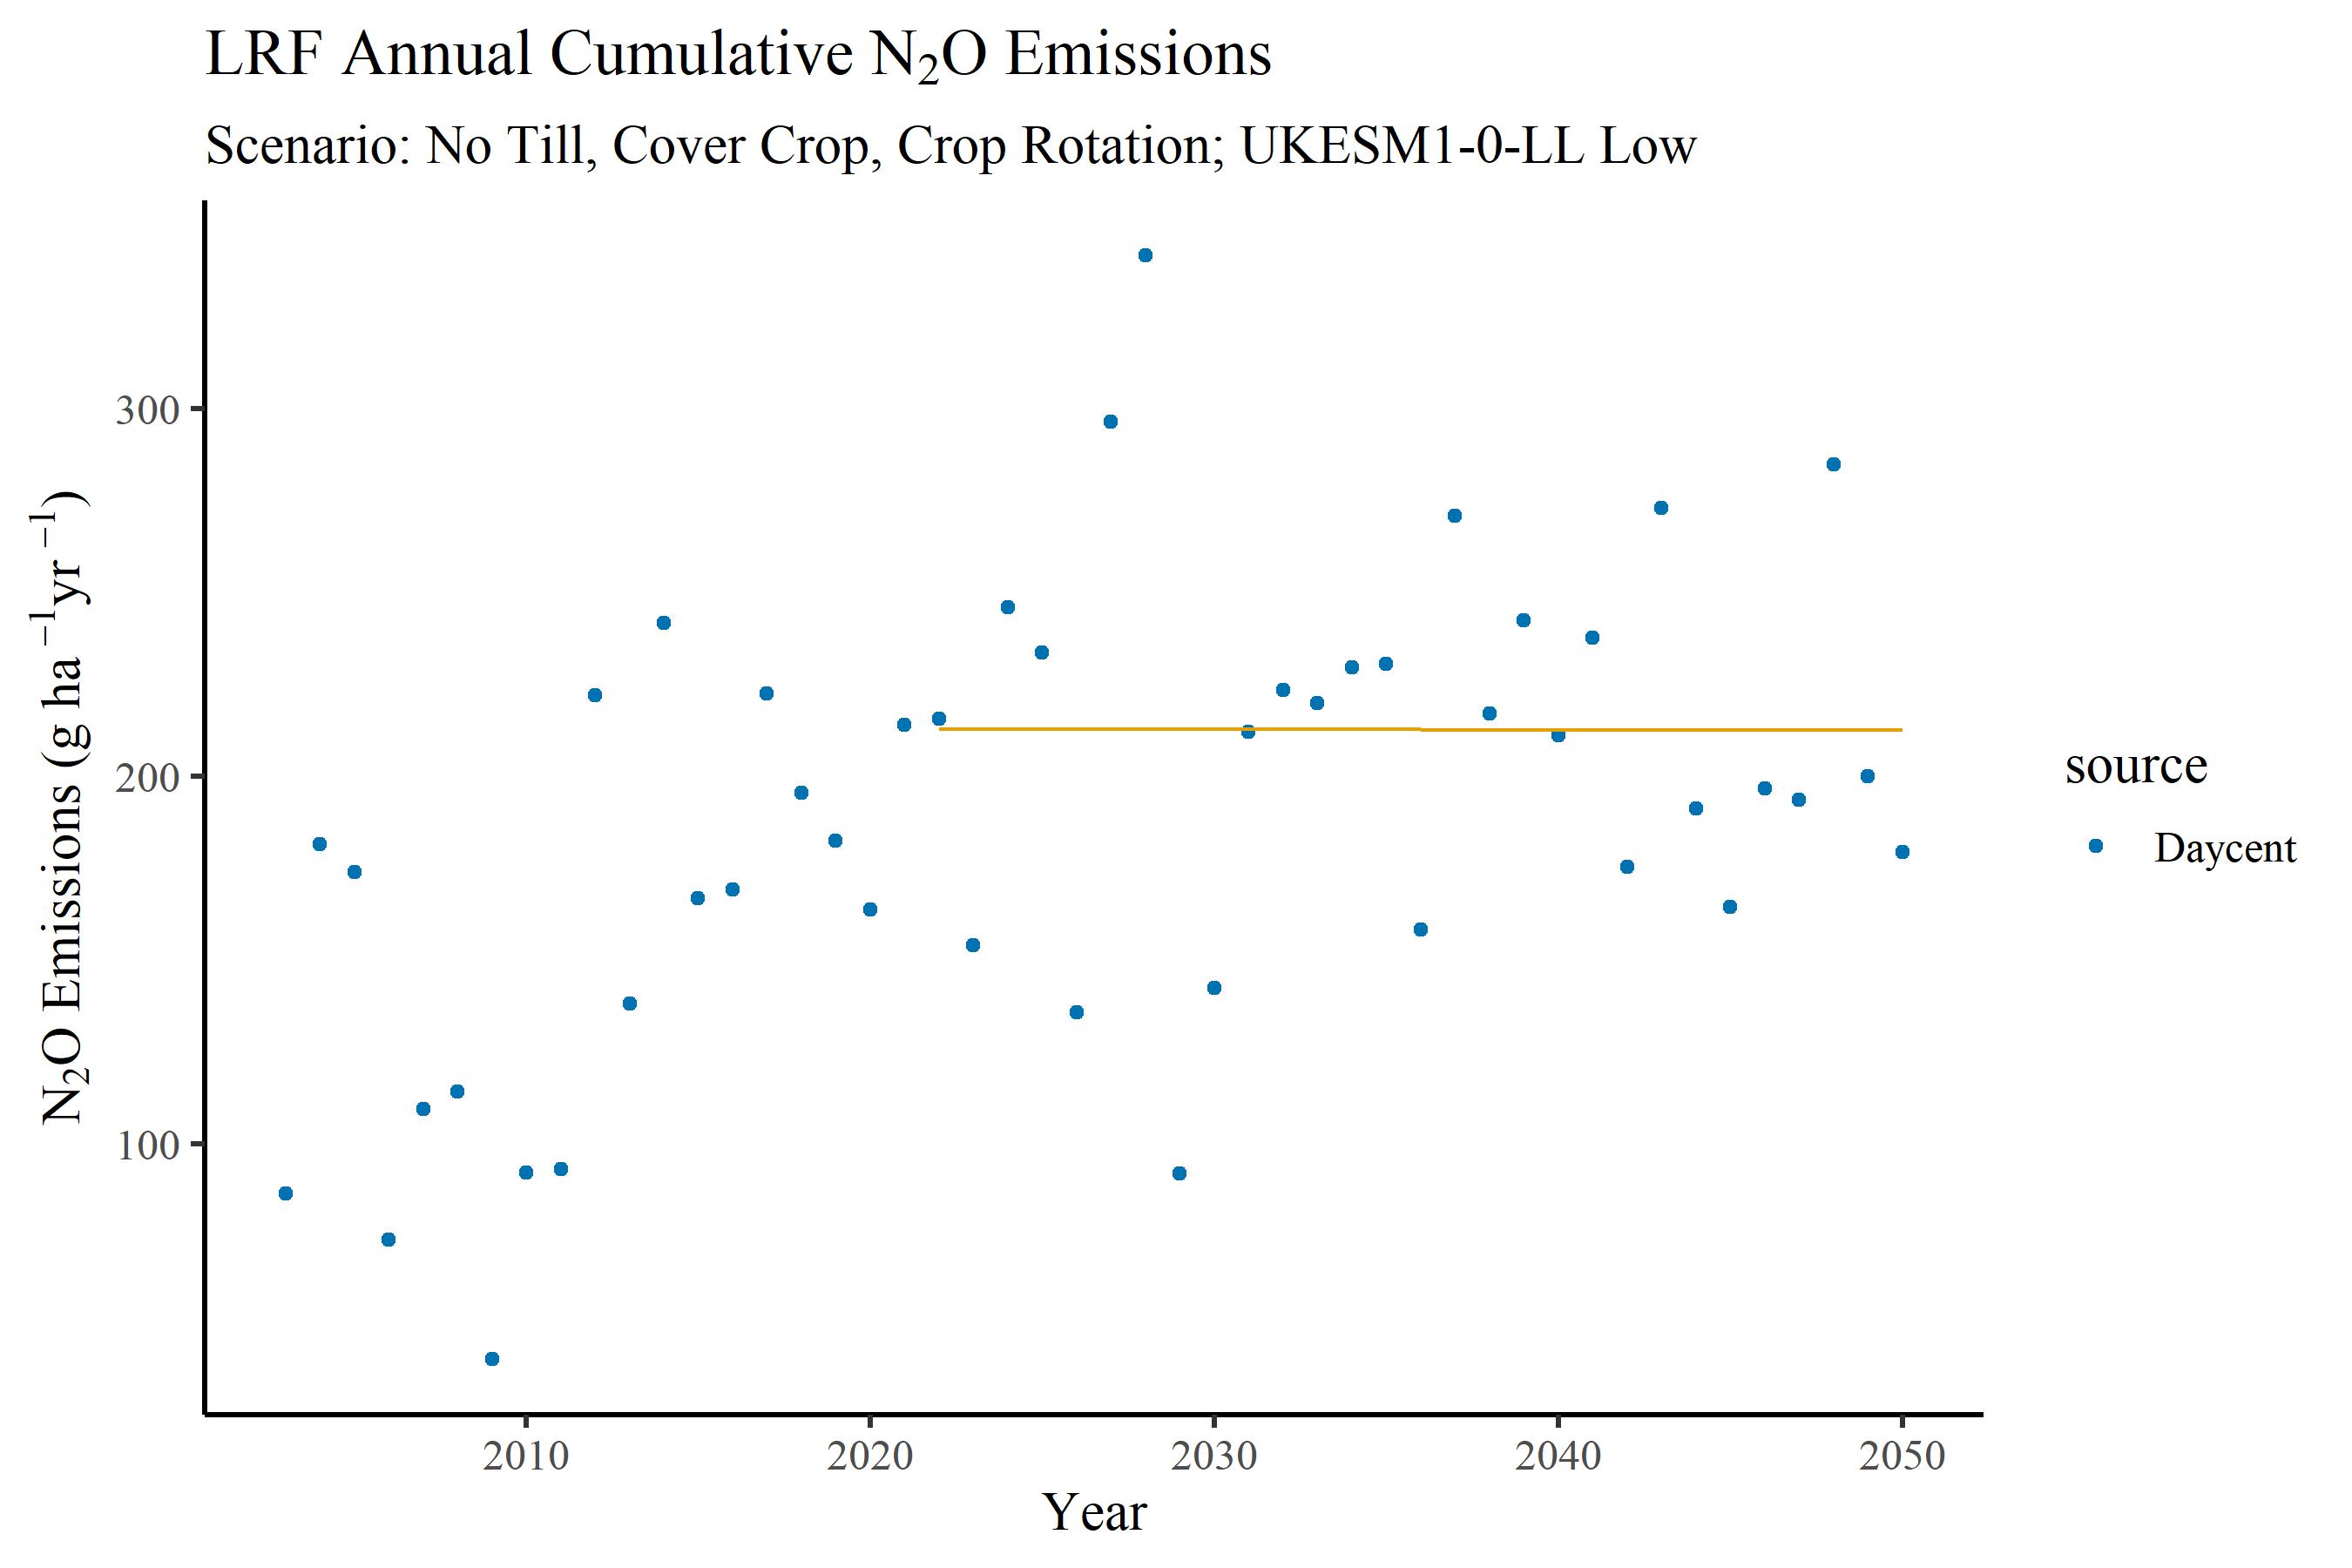 LRF Annual Cumulative N₂O Emissions
Scenario: No Till, Cover Crop, Crop Rotation; UKESM1-0-LL Low
N₂O Emissions (g ha ⁻¹yr ⁻¹)
300
200
100
2010 2020 2030 2040 2050
Year
source
Daycent